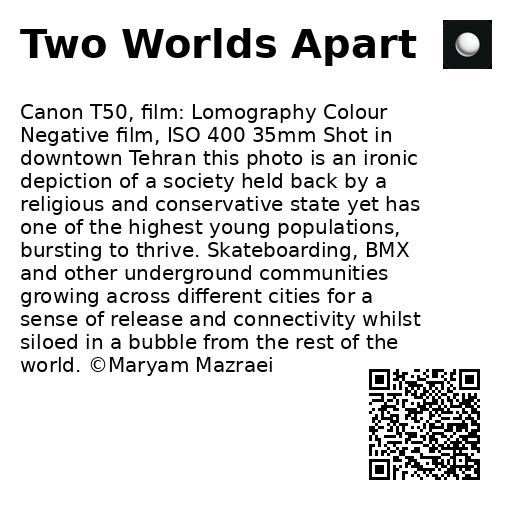 Two Worlds Apart
Canon T50, film: Lomography Colour
Negative film, ISO 400 35mm Shot in
downtown Tehran this photo is an ironic
depiction of a society held back by a
religious and conservative state yet has
one of the highest young populations,
bursting to thrive. Skateboarding, BMX
and other underground communities
growing across different cities for a
sense of release and connectivity whilst
siloed in a bubble from the rest of the
world. ©Maryam Mazraei